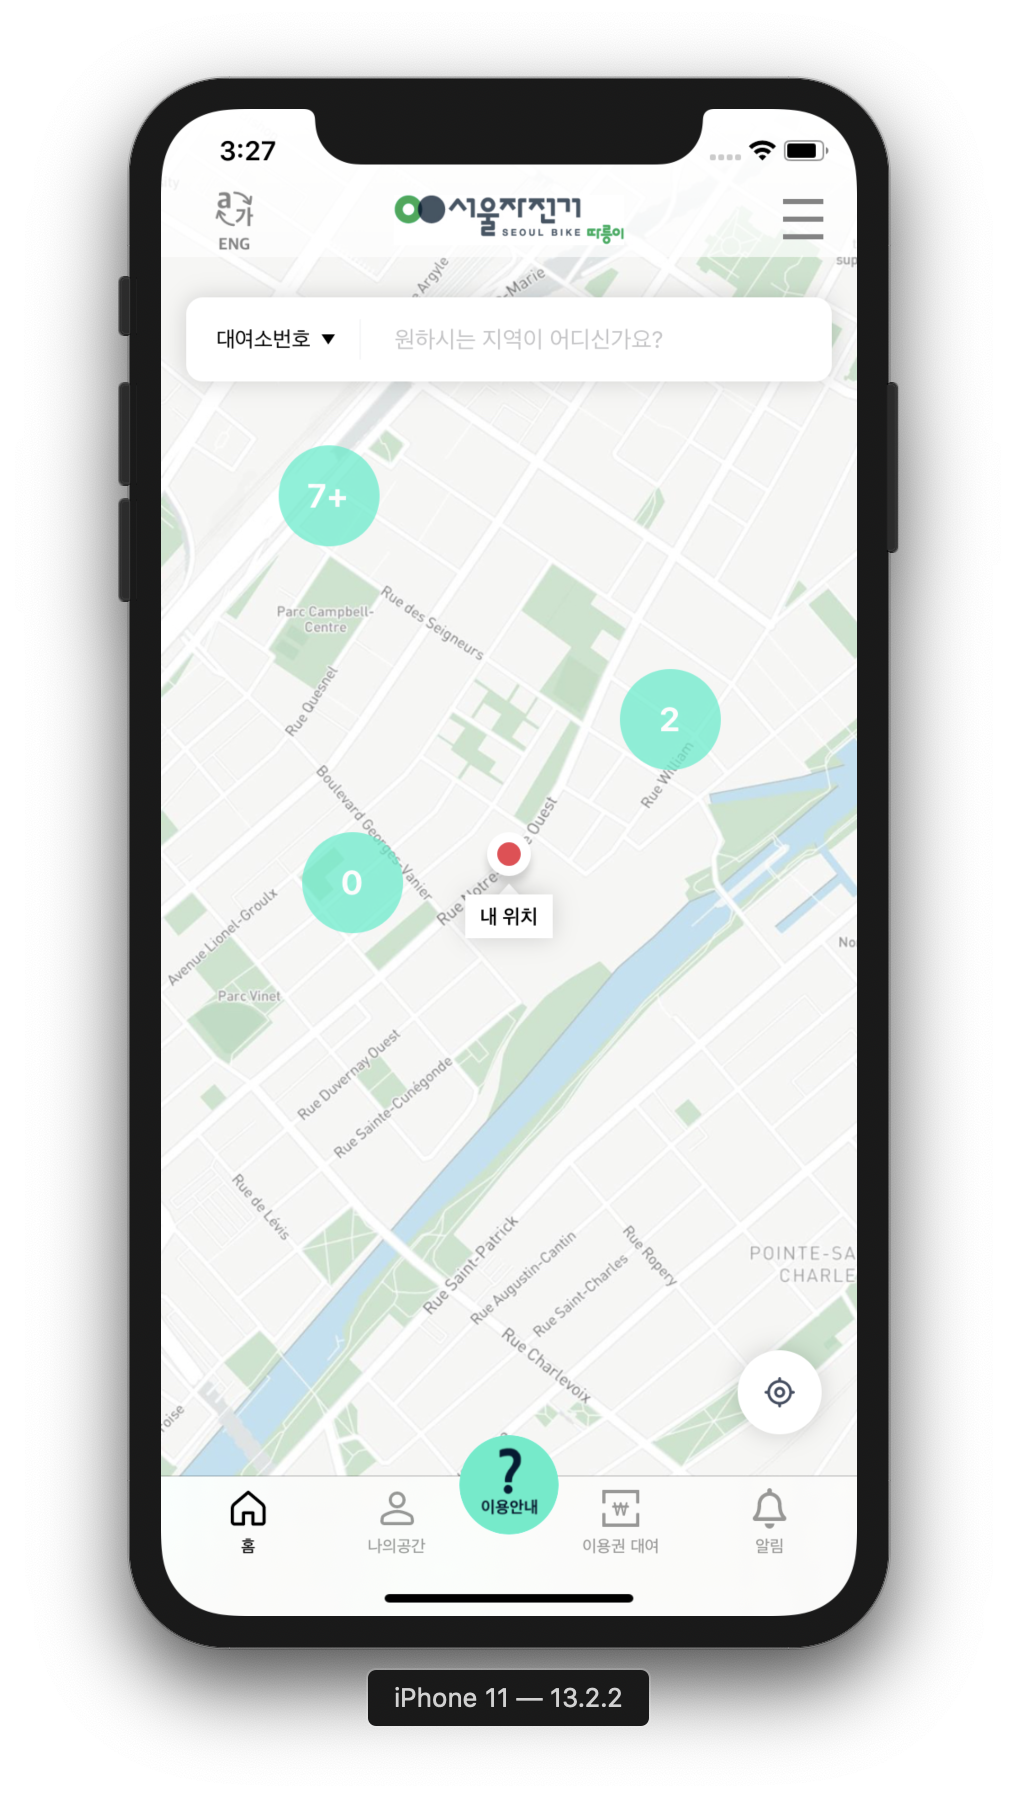 3:27
a
가
ENG
서울자전거
SEOUL BIKE 따릉이
Argyle
-Marie
sup
대여소번호 ▼
원하시는 지역이 어디신가요?
7+
Parc Campbell-
Centre
Rue des Seigneurs
Rue Quesnel
2
Rue William
Boulevard Georges-Vanier
0
Rue Notre-
Ouest
내 위치
Avenue Lionel-Groulx
No
Parc Vinet
Rue Duvernay Ouest
Rue Sainte-Cunégonde
Rue de Lévis
Rue Saint-Patrick
Rue Augustin-Cantin
Rue Saint-Charles
Rue Ropery
POINTE-SA
CHARLE
Rue Charlevoix
roise
?
이용안내
홈
나의공간
₩
이용권 대여
알림
iPhone 11 — 13.2.2